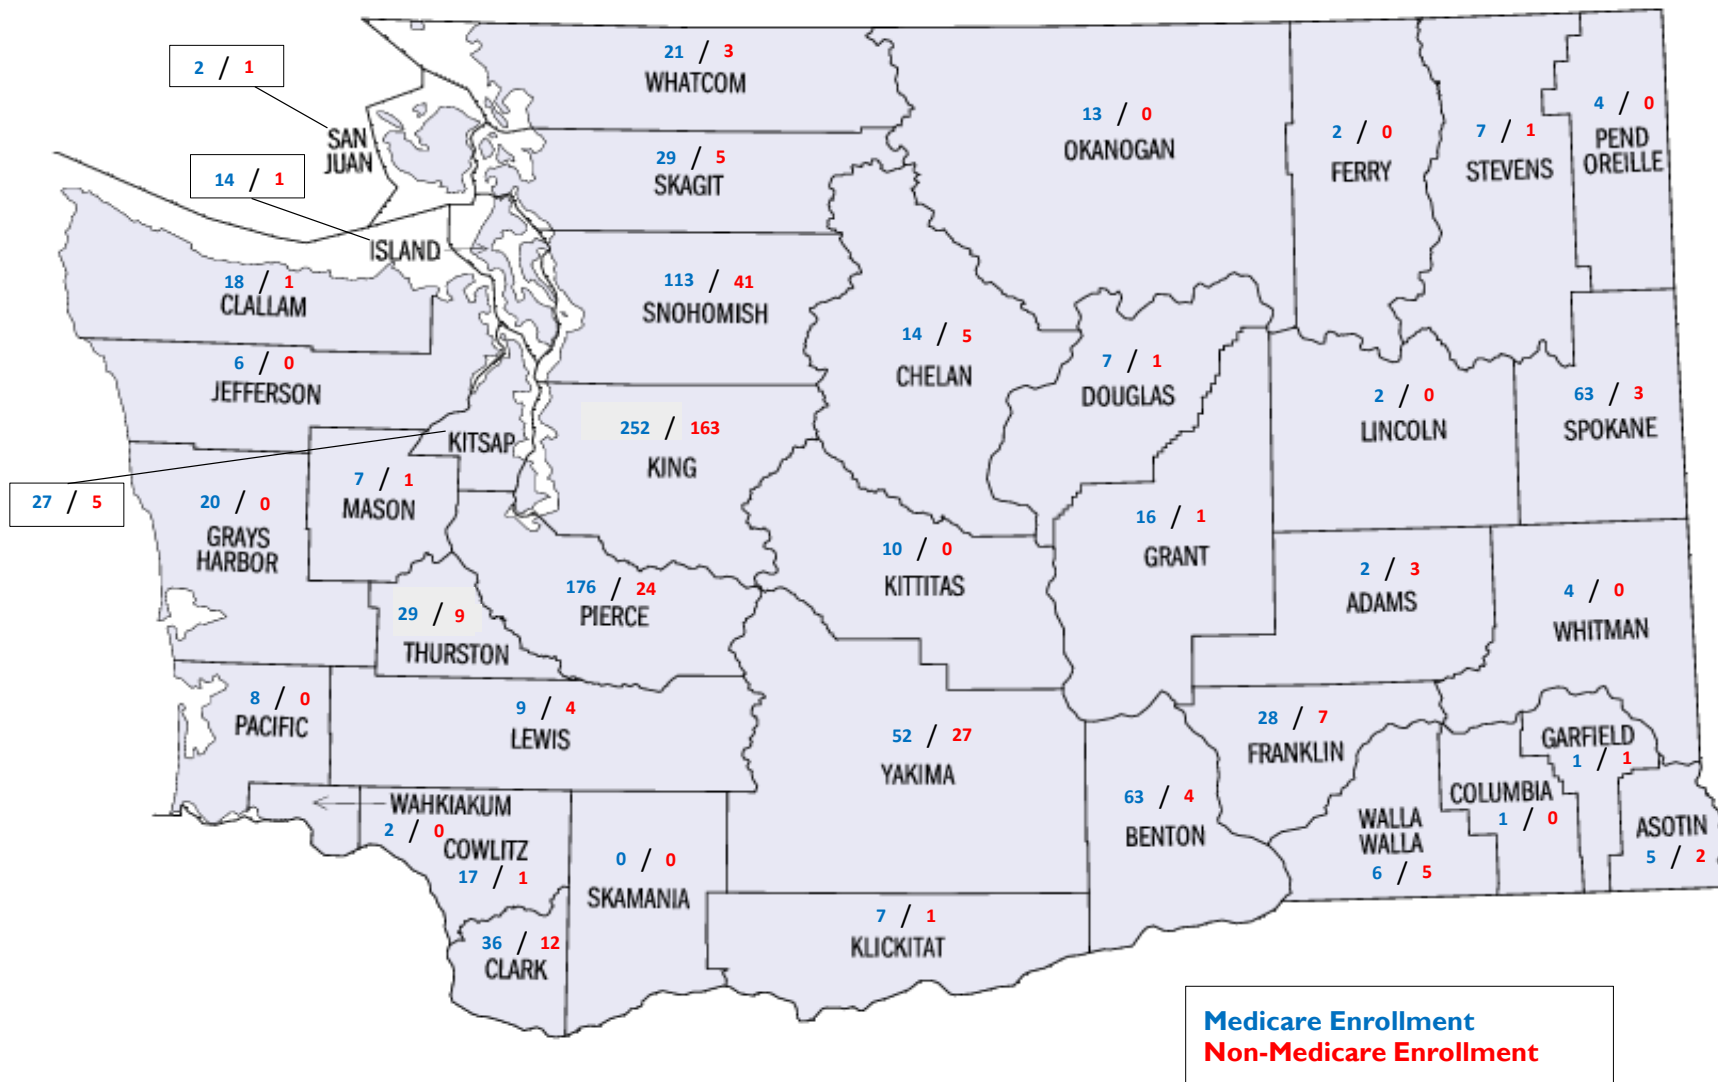 21 / 3
WHATCOM
2 / 1
SAN
JUAN
13 / 0
OKANOGAN
2 / 0
FERRY
7 / 1
STEVENS
4 / 0
PEND
OREILLE
29 / 5
SKAGIT
14 / 1
ISLAND
18 / 1
CLALLAM
113 / 41
SNOHOMISH
14 / 5
CHELAN
7 / 1
DOUGLAS
6 / 0
JEFFERSON
2 / 0
LINCOLN
63 / 3
SPOKANE
252 / 163
KING
KITSAP
27 / 5
7 / 1
MASON
20 / 0
GRAYS
HARBOR
16 / 1
GRANT
10 / 0
KITTITAS
2 / 3
ADAMS
4 / 0
WHITMAN
176 / 24
PIERCE
29 / 9
THURSTON
8 / 0
PACIFIC
9 / 4
LEWIS
52 / 27
YAKIMA
28 / 7
FRANKLIN
GARFIELD
1 / 1
63 / 4
BENTON
COLUMBIA
1 / 0
WALLA
WALLA
6 / 5
ASOTIN
5 / 2
WAHKIAKUM
2 / 0
COWLITZ
17 / 1
0 / 0
SKAMANIA
7 / 1
KLICKITAT
36 / 12
CLARK
Medicare Enrollment
Non-Medicare Enrollment